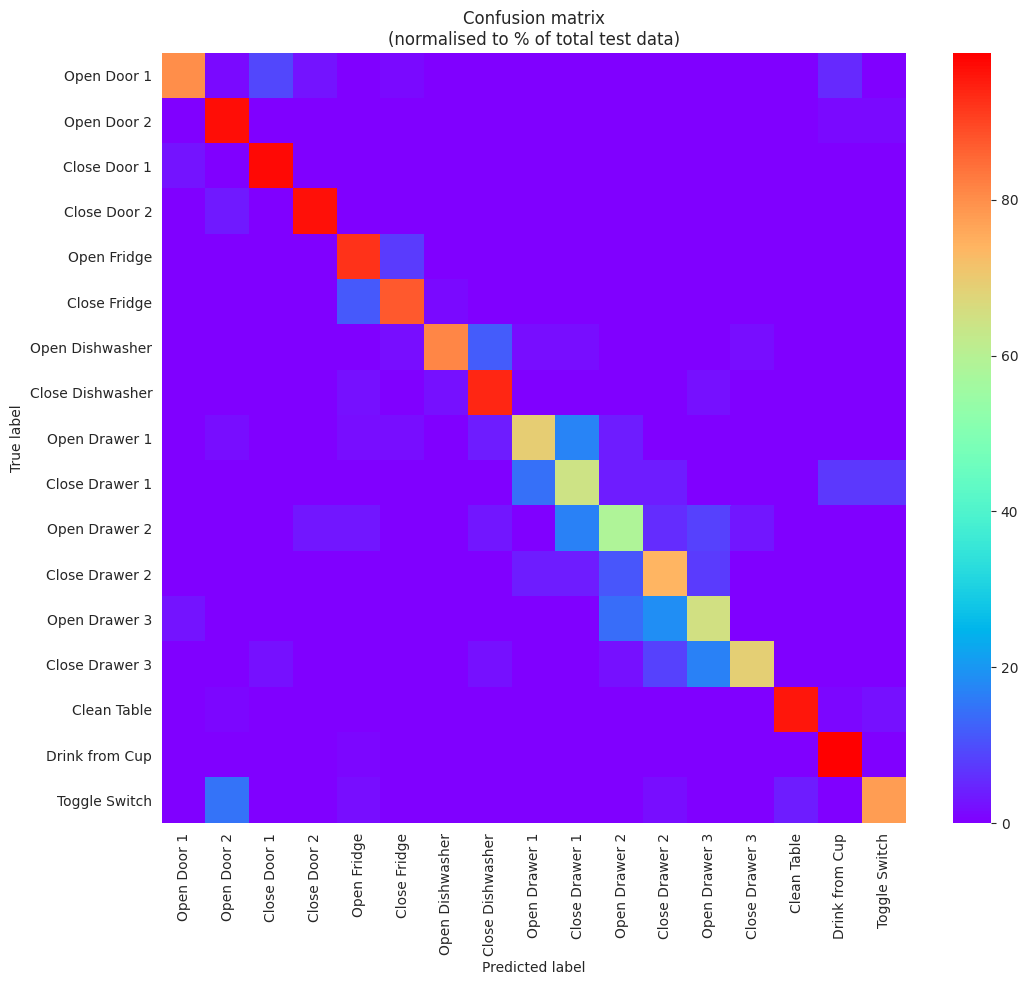 Confusion matrix
(normalised to % of total test data)
True label
Open Door 1
Open Door 2
Close Door 1
Close Door 2
Open Fridge
Close Fridge
Open Dishwasher
Close Dishwasher
Open Drawer 1
Close Drawer 1
Open Drawer 2
Close Drawer 2
Open Drawer 3
Close Drawer 3
Clean Table
Drink from Cup
Toggle Switch
Open Door 1
Open Door 2
Close Door 1
Close Door 2
Open Fridge
Close Fridge
Open Dishwasher
Close Dishwasher
Open Drawer 1
Close Drawer 1
Open Drawer 2
Close Drawer 2
Open Drawer 3
Close Drawer 3
Clean Table
Drink from Cup
Toggle Switch
Predicted label
80
60
40
20
0